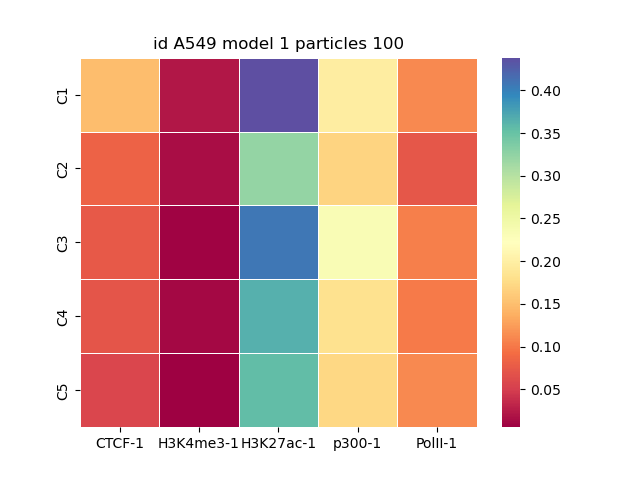 id A549 model 1 particles 100
C1
C2
C3
C4
C5
CTCF-1 H3K4me3-1 H3K27ac-1 p300-1 PolII-1
0.40
0.35
0.30
0.25
0.20
0.15
0.10
0.05